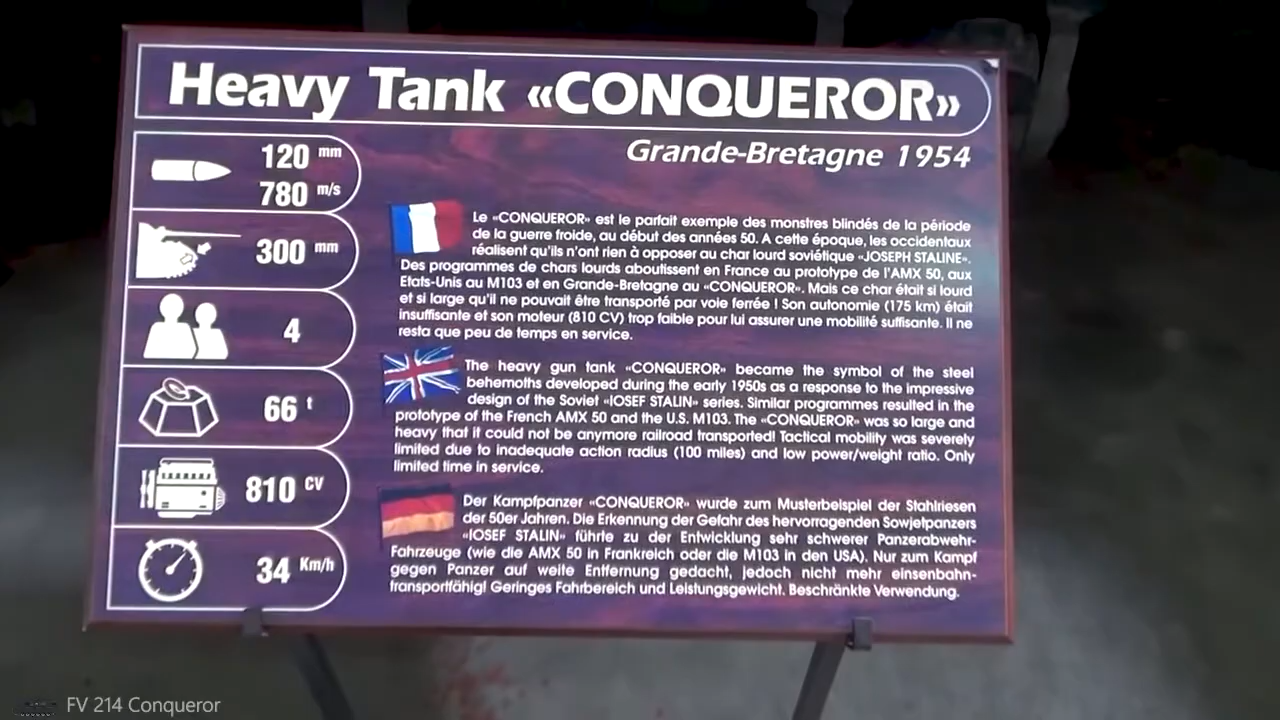 Heavy Tank «CONQUEROR»
Grande-Bretagne 1954
120 mm
780 m/s
300 mm
4
66 t
810 CV
34 Km/h
Le «CONQUEROR» est le parfait exemple des monstres blindés de la période
de la guerre froide, au début des années 50. A cette époque, les occidentaux
réalisent qu'ils n'ont rien à opposer au char lourd soviétique «JOSEPH STALINE».
Des programmes de chars lourds aboutissent en France au prototype de l'AMX 50, aux
Etats-Unis au M103 et en Grande-Bretagne au «CONQUEROR». Mais ce char était si lourd
et si large qu'il ne pouvait être transporté par voie ferrée ! Son autonomie (175 km) était
insuffisante et son moteur (810 CV) trop faible pour lui assurer une mobilité suffisante. Il ne
resta que peu de temps en service.
The heavy gun tank «CONQUEROR» became the symbol of the steel
behemoths developed during the early 1950s as a response to the impressive
design of the Soviet «IOSEF STALIN» series. Similar programmes resulted in the
prototype of the French AMX 50 and the U.S. M103. The «CONQUEROR» was so large and
heavy that it could not be anymore railroad transported! Tactical mobility was severely
limited due to inadequate action radius (100 miles) and low power/weight ratio. Only
limited time in service.
Der Kampfpanzer «CONQUEROR» wurde zum Musterbeispiel der Stahlriesen
der 50er Jahren. Die Erkennung der Gefahr des hervorragenden Sowjetpanzers
«IOSEF STALIN» führte zu der Entwicklung sehr schwerer Panzerabwehr-
Fahrzeuge (wie die AMX 50 in Frankreich oder die M103 in den USA). Nur zum Kampf
gegen Panzer auf weite Entfernung gedacht, jedoch nicht mehr einsenbahn-
transportfähig! Geringes Fahrbereich und Leistungsgewicht. Beschränkte Verwendung.
FV 214 Conqueror